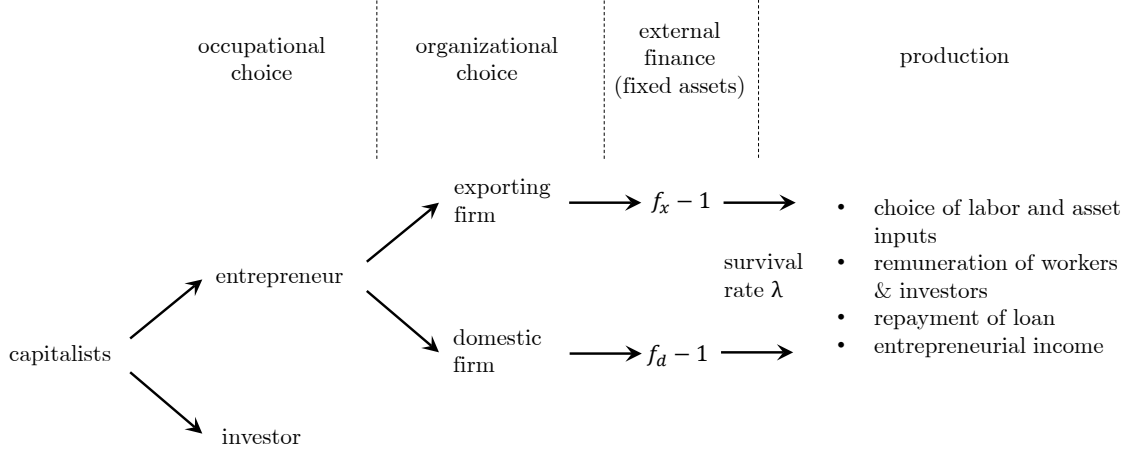 occupational
choice
organizational
choice
external
finance
(fixed assets)
production
capitalists
entrepreneur
investor
exporting
firm
domestic
firm
f_x − 1
f_d − 1
survival
rate λ
• choice of labor and asset
inputs
• remuneration of workers
& investors
• repayment of loan
• entrepreneurial income